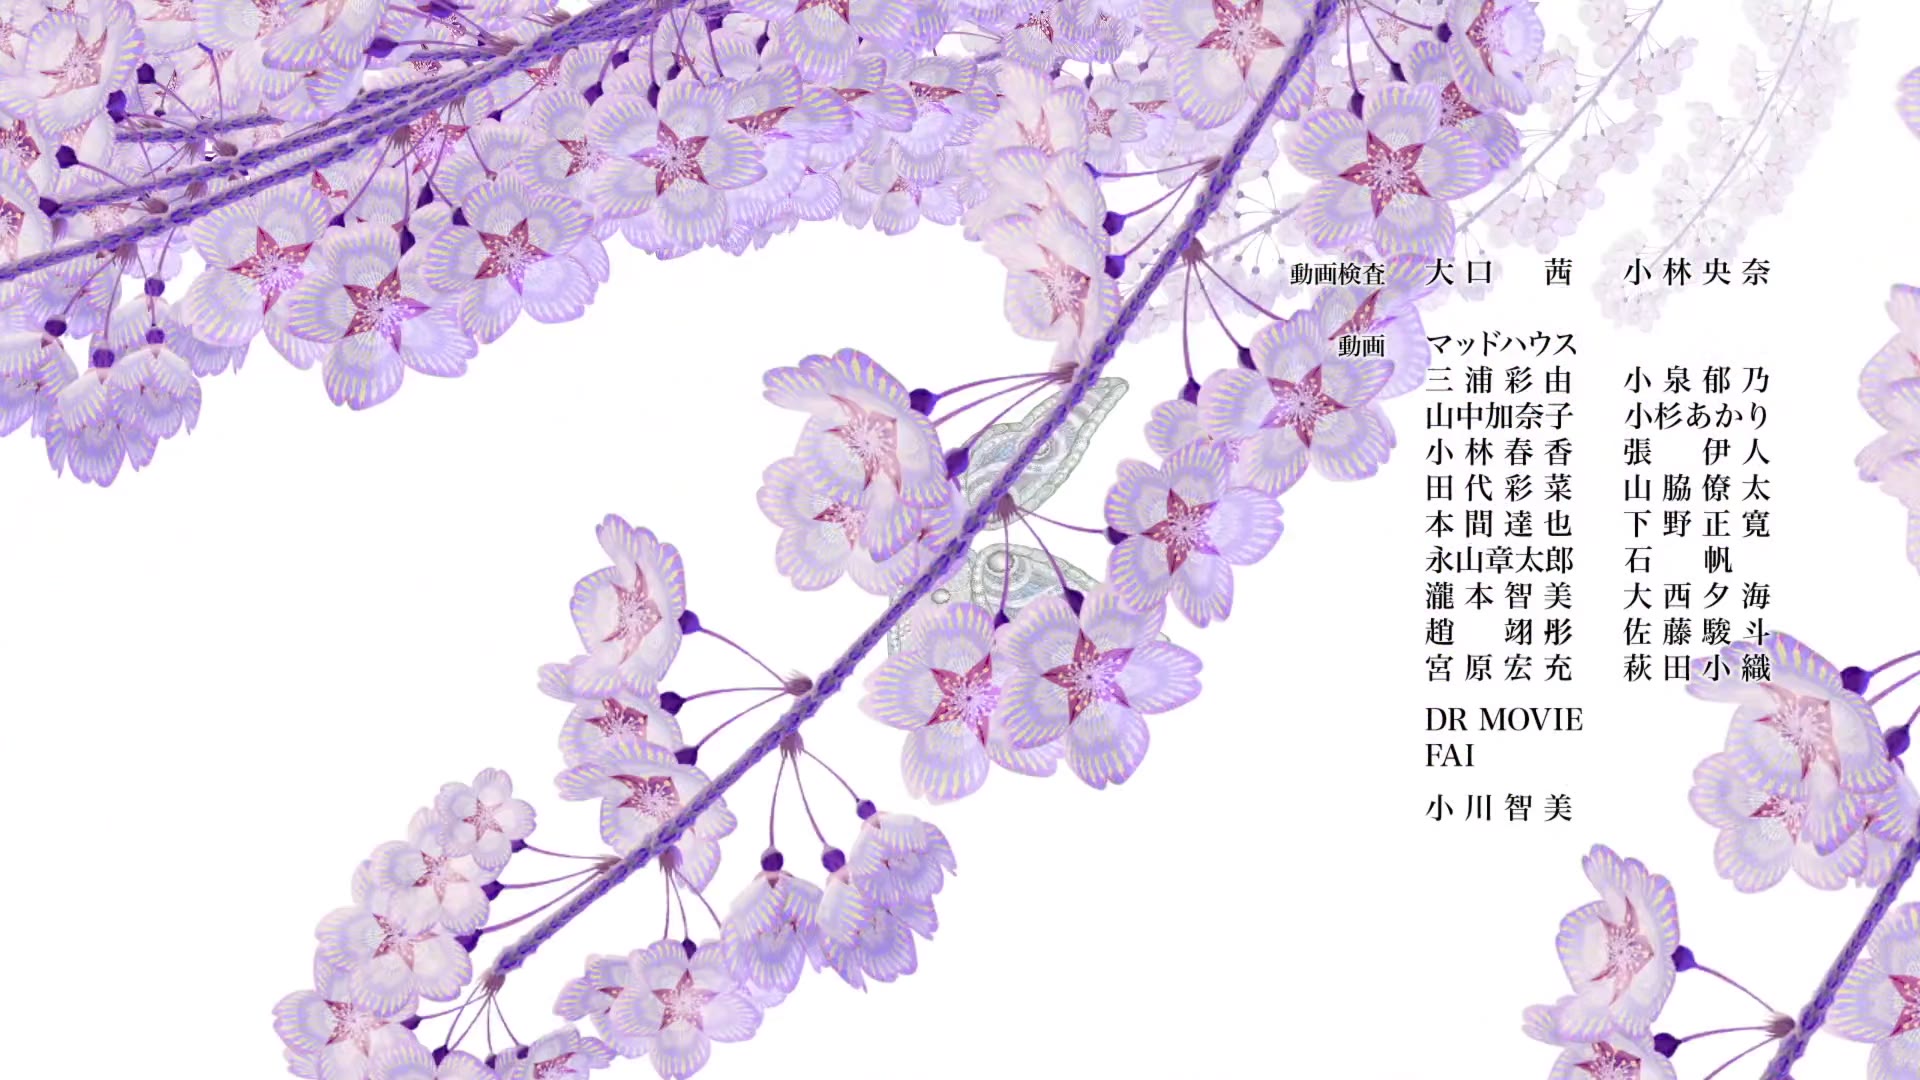 動画検査 大口 茜 小林央奈
動画 マッドハウス
三浦彩由 小泉郁乃
山中加奈子 小杉あかり
小林春香 張 伊人
田代彩菜 山脇僚太
本間達也 下野正寛
永山章太郎 石 帆
瀧本智美 大西夕海
趙 翊彤 佐藤駿斗
宮原宏充 萩田小織
DR MOVIE
FAI
小川智美